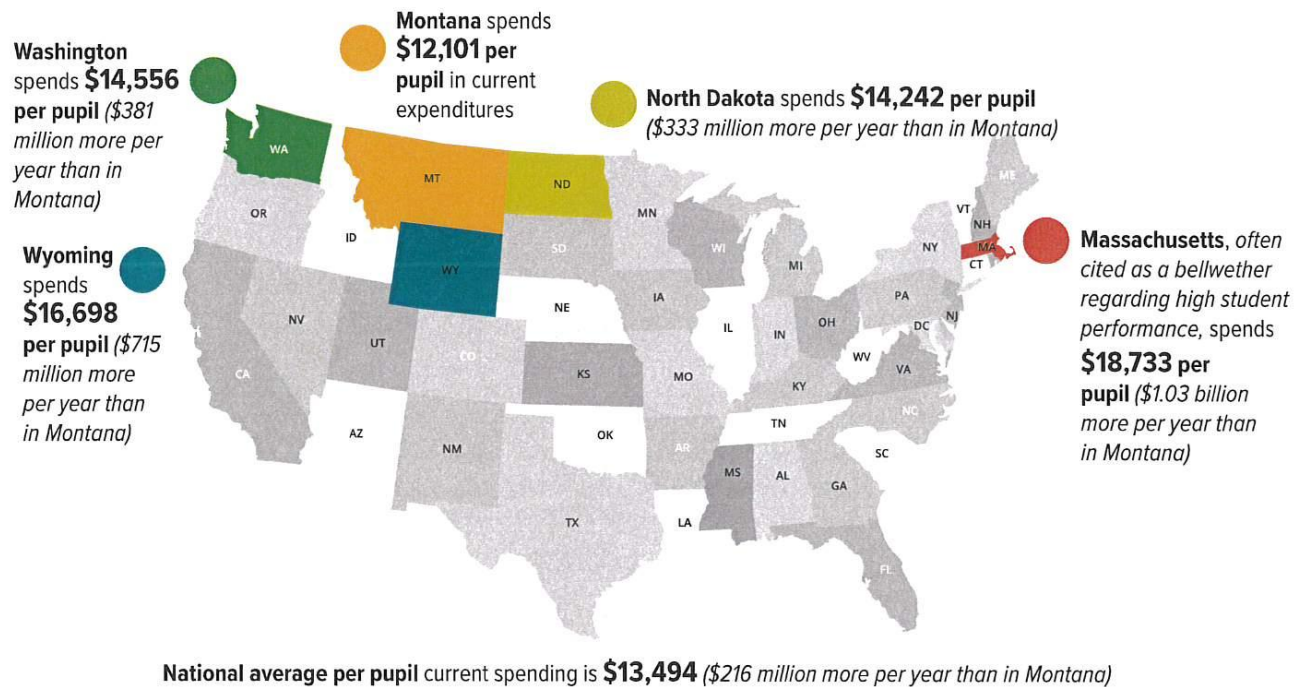 Montana spends
$12,101 per
pupil in current
expenditures
Washington
spends $14,556
per pupil ($381
million more per
year than in
Montana)
North Dakota spends $14,242 per pupil
($333 million more per year than in Montana)
Wyoming
spends
$16,698
per pupil ($715
million more
per year than
in Montana)
Massachusetts, often
cited as a bellwether
regarding high student
performance, spends
$18,733 per
pupil ($1.03 billion
more per year than
in Montana)
WA
MT
ND
MN
ME
VT
NH
OR
ID
SD
WI
NY
MA
CT
WY
MI
IA
PA
NJ
NE
NV
UT
CO
IL
IN
OH
DC
WV
VA
CA
KS
MO
KY
NC
AZ
NM
OK
AR
TN
SC
MS
AL
GA
TX
LA
FL
National average per pupil current spending is $13,494 ($216 million more per year than in Montana)